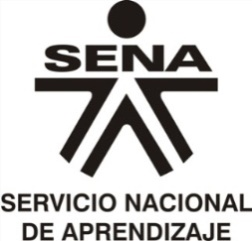 SENA
SERVICIO NACIONAL
DE APRENDIZAJE